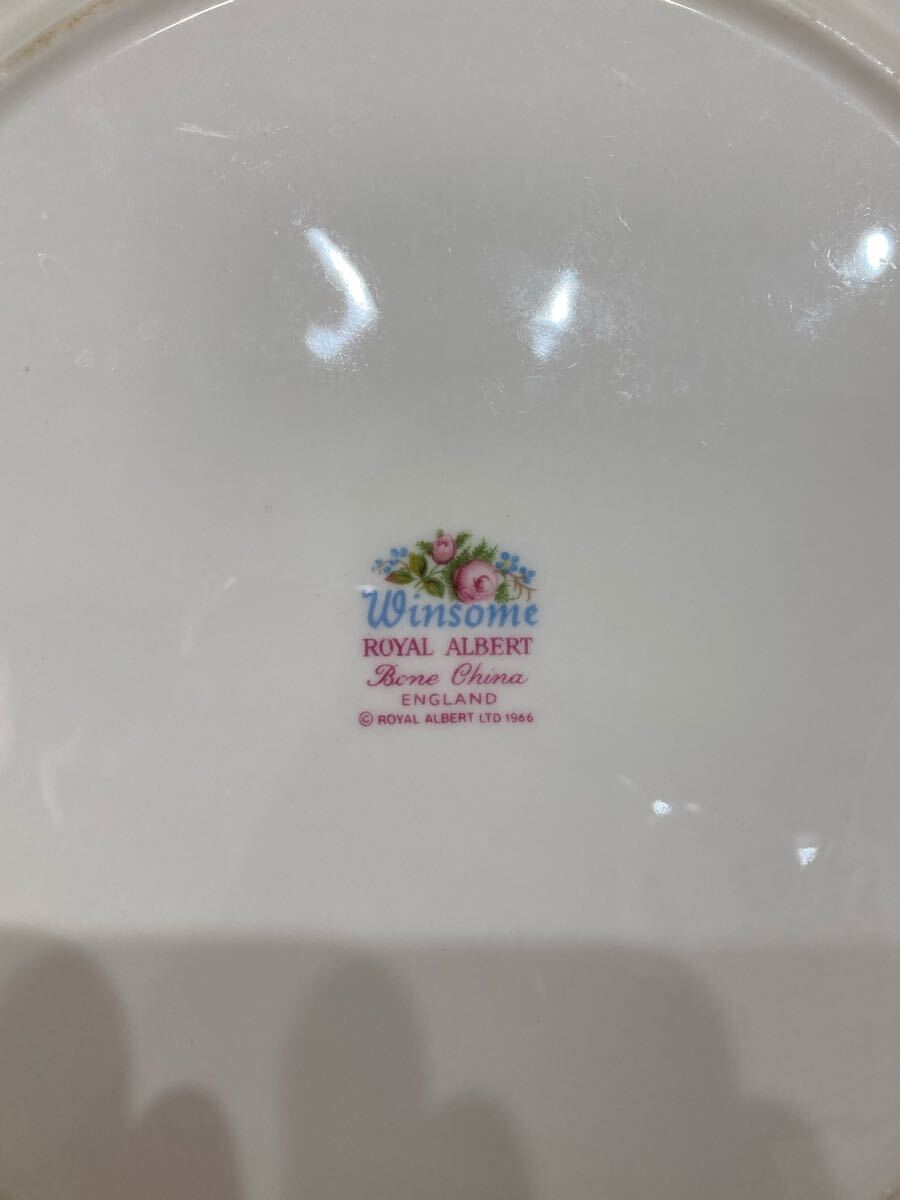 Winsome
ROYAL ALBERT
Bone China
ENGLAND
© ROYAL ALBERT LTD 1966